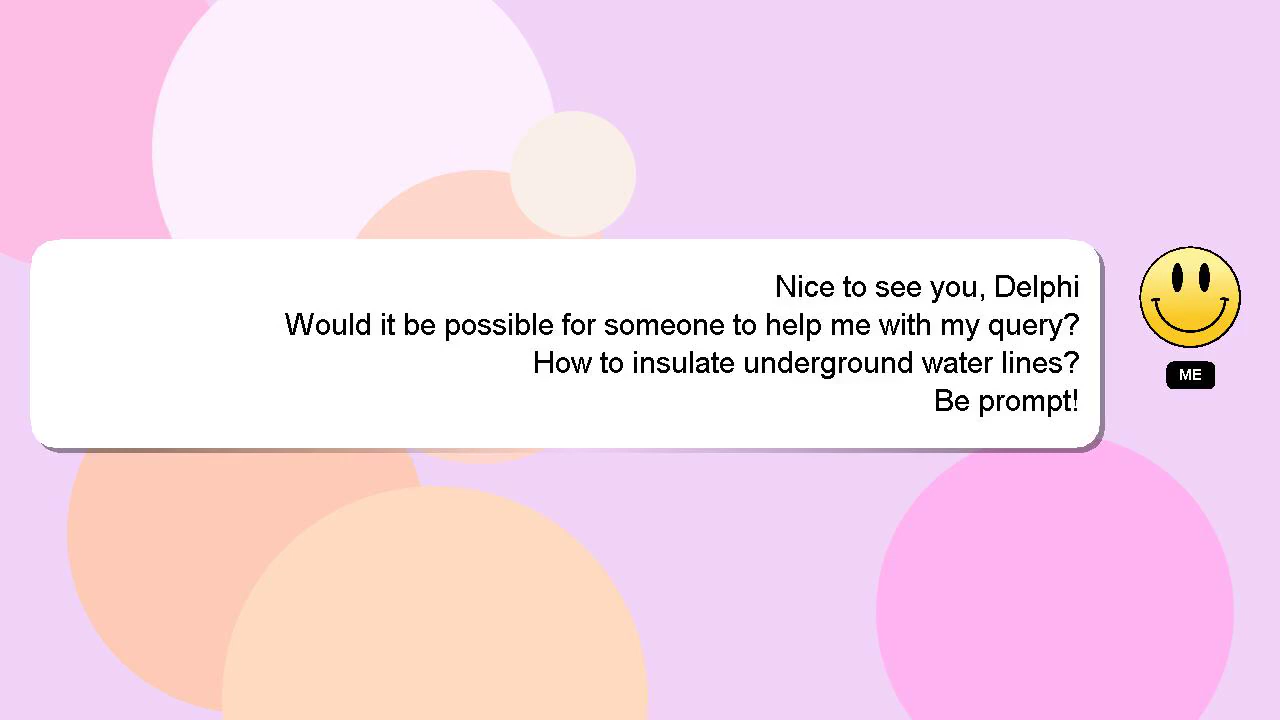 Nice to see you, Delphi
Would it be possible for someone to help me with my query?
How to insulate underground water lines?
Be prompt!
ME